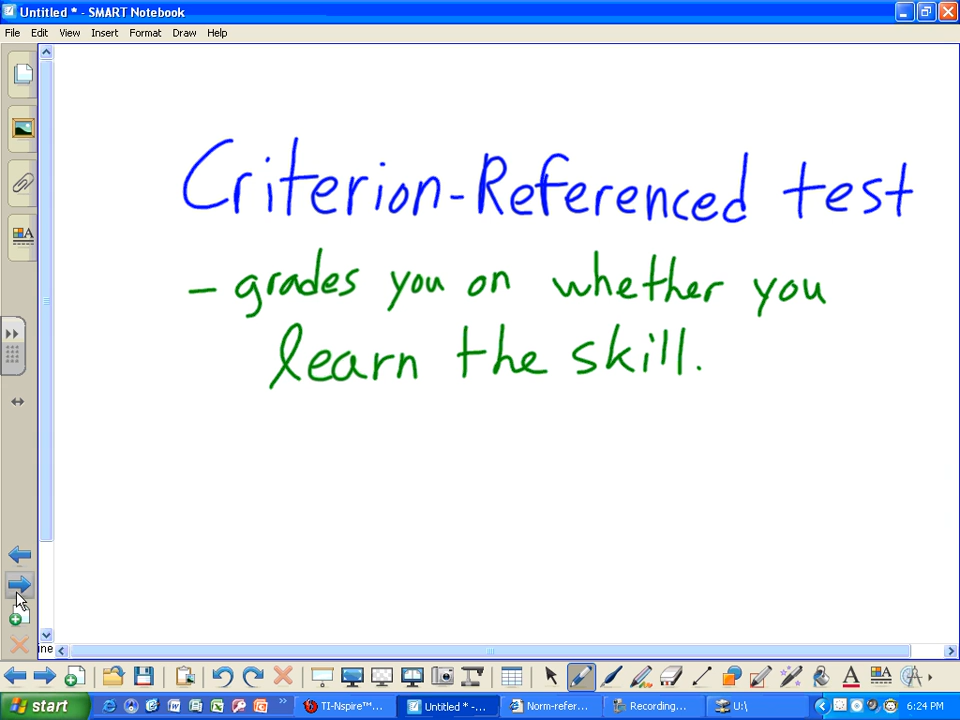 Untitled * - SMART Notebook
File Edit View Insert Format Draw Help
Criterion-Referenced test
- grades you on whether you
learn the skill.
ine
start
TI-Nspire™...
Untitled * -...
Norm-refer...
Recording...
U:\
6:24 PM